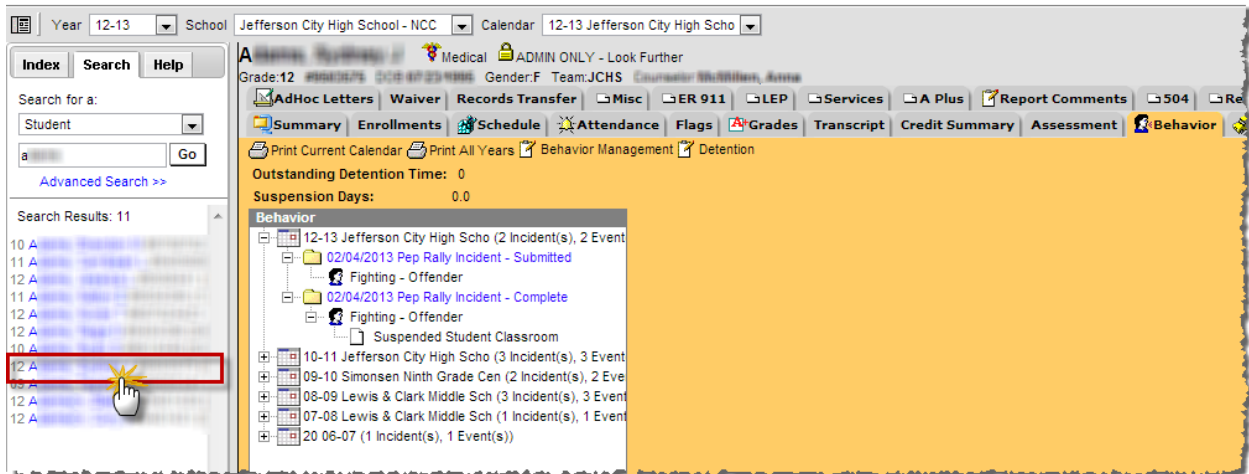 Year 12-13 School Jefferson City High School - NCC Calendar 12-13 Jefferson City High Scho
Index Search Help
Search for a:
Student
a
Go
Advanced Search >>
Search Results: 11
10 A
11 A
12 A
11 A
12 A
12 A
10 A
12 A
09 A
12 A
12 A
A Medical ADMIN ONLY - Look Further
Grade:12 Gender:F Team:JCHS
AdHoc Letters Waiver Records Transfer Misc ER 911 LEP Services A Plus Report Comments 504 Re
Summary Enrollments Schedule Attendance Flags Grades Transcript Credit Summary Assessment Behavior
Print Current Calendar Print All Years Behavior Management Detention
Outstanding Detention Time: 0
Suspension Days: 0.0
Behavior
12-13 Jefferson City High Scho (2 Incident(s), 2 Event
02/04/2013 Pep Rally Incident - Submitted
Fighting - Offender
02/04/2013 Pep Rally Incident - Complete
Fighting - Offender
Suspended Student Classroom
10-11 Jefferson City High Scho (3 Incident(s), 3 Event
09-10 Simonsen Ninth Grade Cen (2 Incident(s), 2 Eve
08-09 Lewis & Clark Middle Sch (3 Incident(s), 3 Event
07-08 Lewis & Clark Middle Sch (1 Incident(s), 1 Event
20 06-07 (1 Incident(s), 1 Event(s))